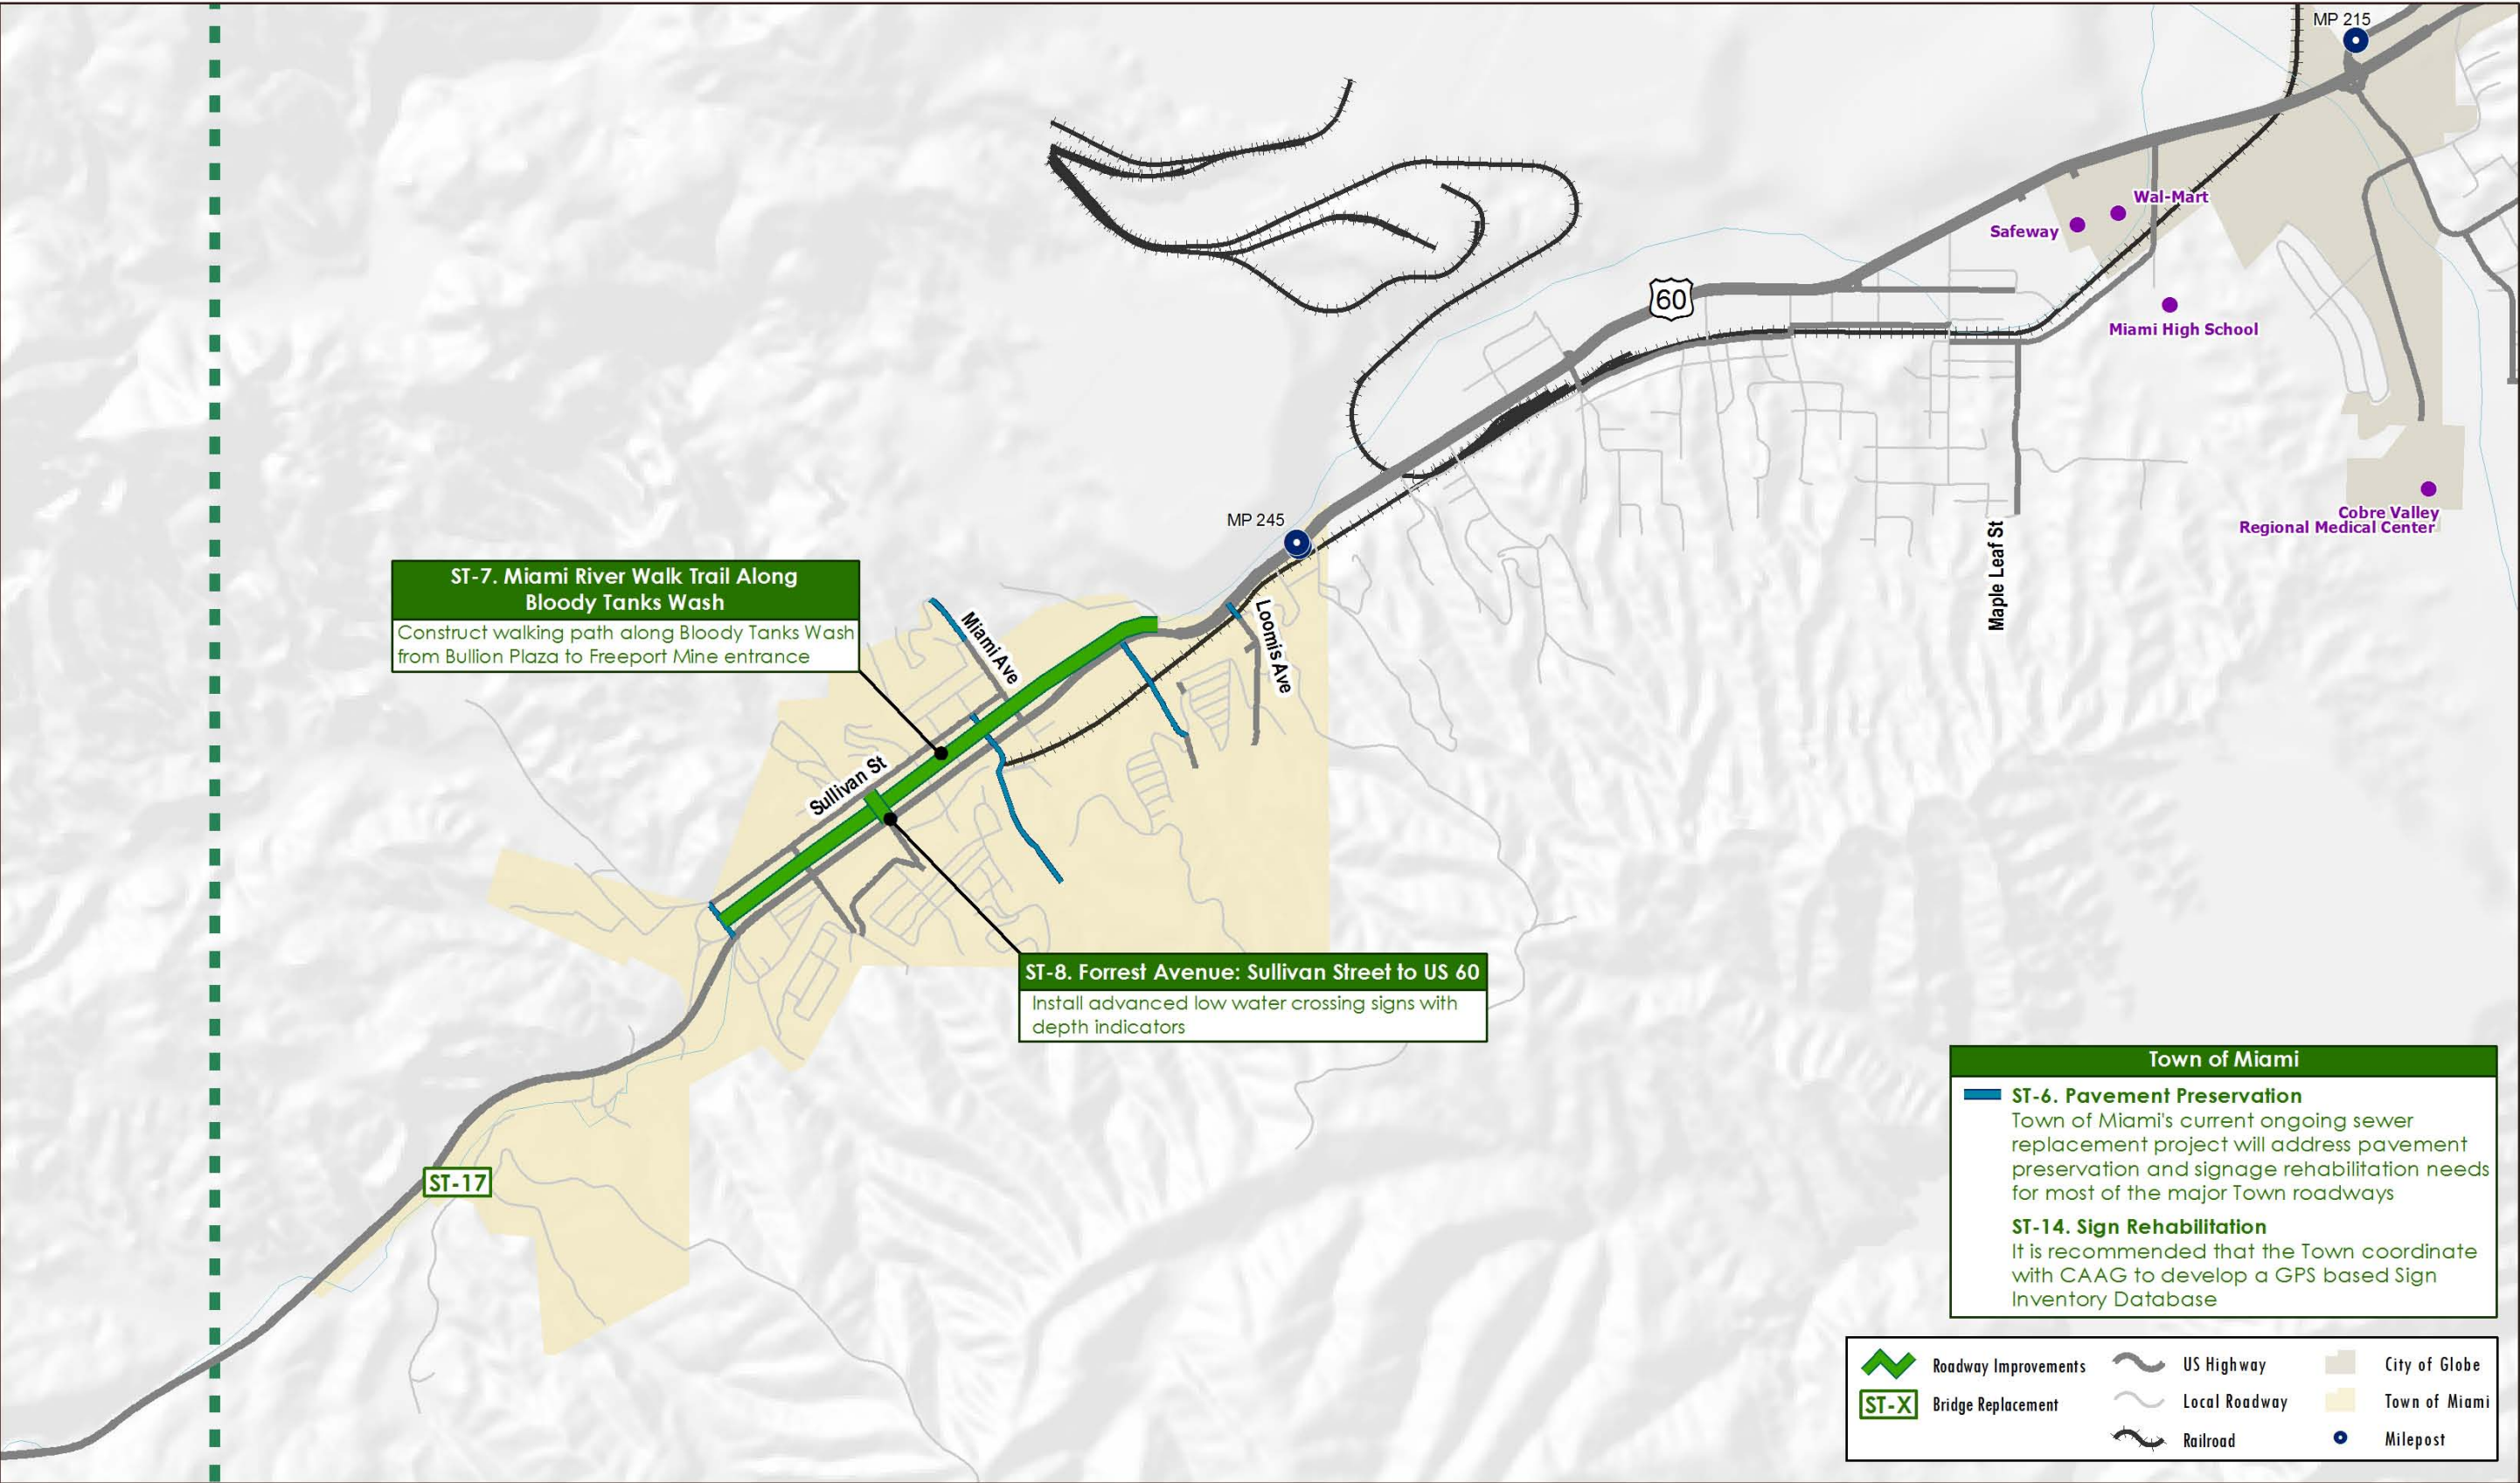 MP 215
Wal-Mart
Safeway
60
Miami High School
Cobre Valley
Regional Medical Center
MP 245
Maple Leaf St
ST-7. Miami River Walk Trail Along
Bloody Tanks Wash
Construct walking path along Bloody Tanks Wash
from Bullion Plaza to Freeport Mine entrance
Miami Ave
Loomis Ave
Sullivan St
ST-8. Forrest Avenue: Sullivan Street to US 60
Install advanced low water crossing signs with
depth indicators
ST-17
Town of Miami
ST-6. Pavement Preservation
Town of Miami's current ongoing sewer
replacement project will address pavement
preservation and signage rehabilitation needs
for most of the major Town roadways
ST-14. Sign Rehabilitation
It is recommended that the Town coordinate
with CAAG to develop a GPS based Sign
Inventory Database
Roadway Improvements
ST-X Bridge Replacement
US Highway
Local Roadway
Railroad
City of Globe
Town of Miami
Milepost